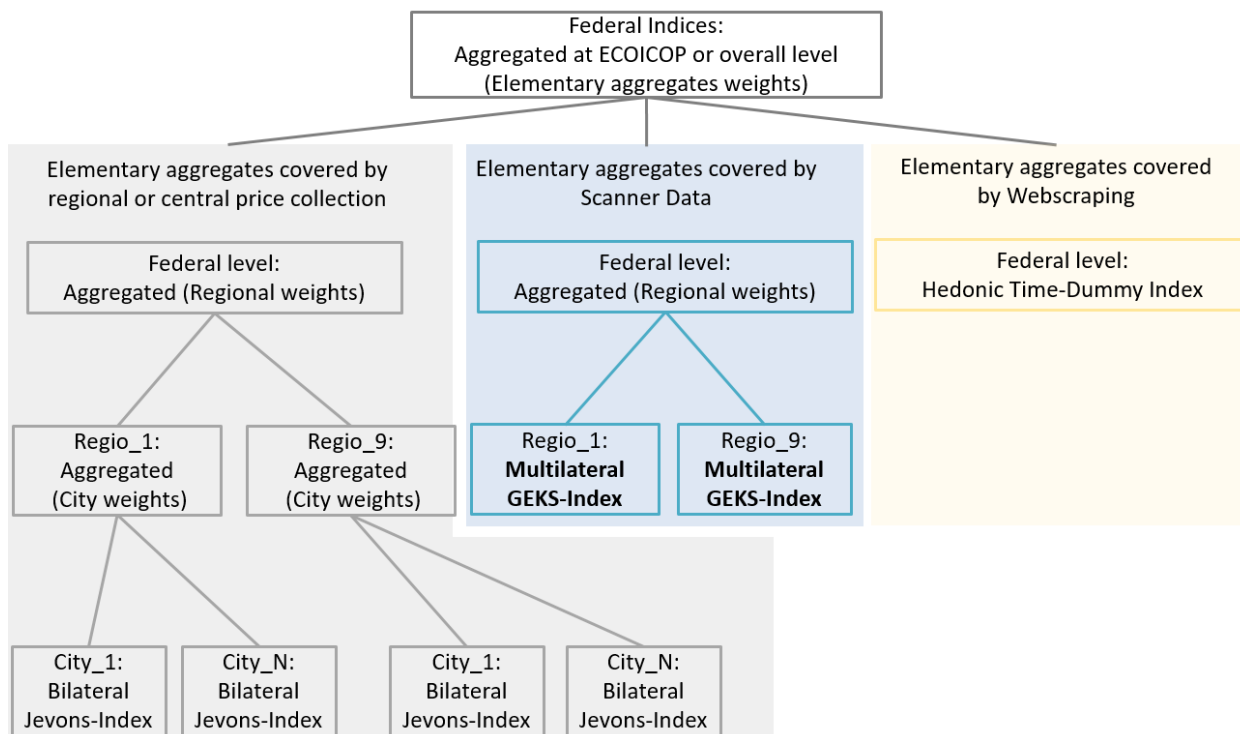 Federal Indices:
Aggregated at ECOICOP or overall level
(Elementary aggregates weights)
Elementary aggregates covered by
regional or central price collection
Elementary aggregates covered by
Scanner Data
Elementary aggregates covered
by Webscraping
Federal level:
Aggregated (Regional weights)
Federal level:
Aggregated (Regional weights)
Federal level:
Hedonic Time-Dummy Index
Regio_1:
Aggregated
(City weights)
Regio_9:
Aggregated
(City weights)
Regio_1:
Multilateral
GEKS-Index
Regio_9:
Multilateral
GEKS-Index
City_1:
Bilateral
Jevons-Index
City_N:
Bilateral
Jevons-Index
City_1:
Bilateral
Jevons-Index
City_N:
Bilateral
Jevons-Index